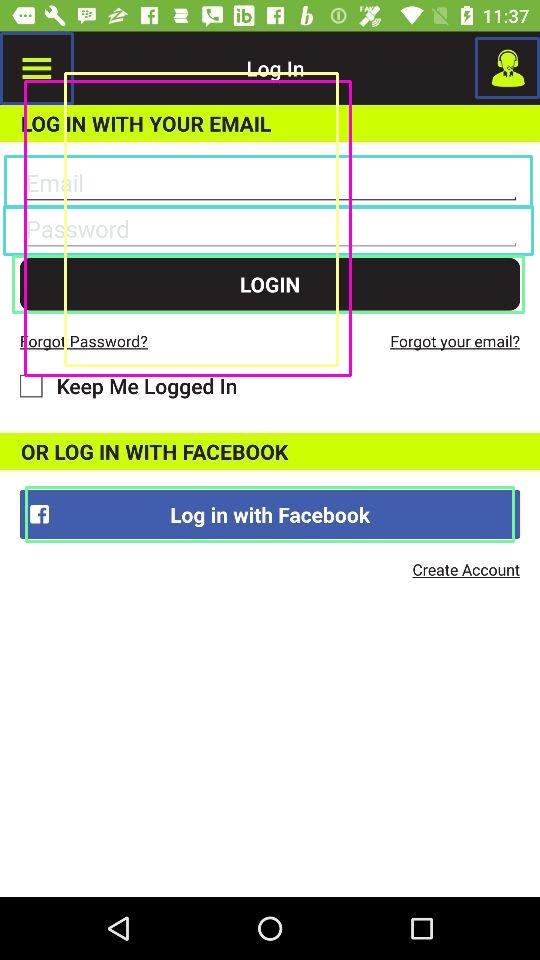 11:37
Log In
LOG IN WITH YOUR EMAIL
Email
Password
LOGIN
Forgot Password? Forgot your email?
Keep Me Logged In
OR LOG IN WITH FACEBOOK
Log in with Facebook
Create Account